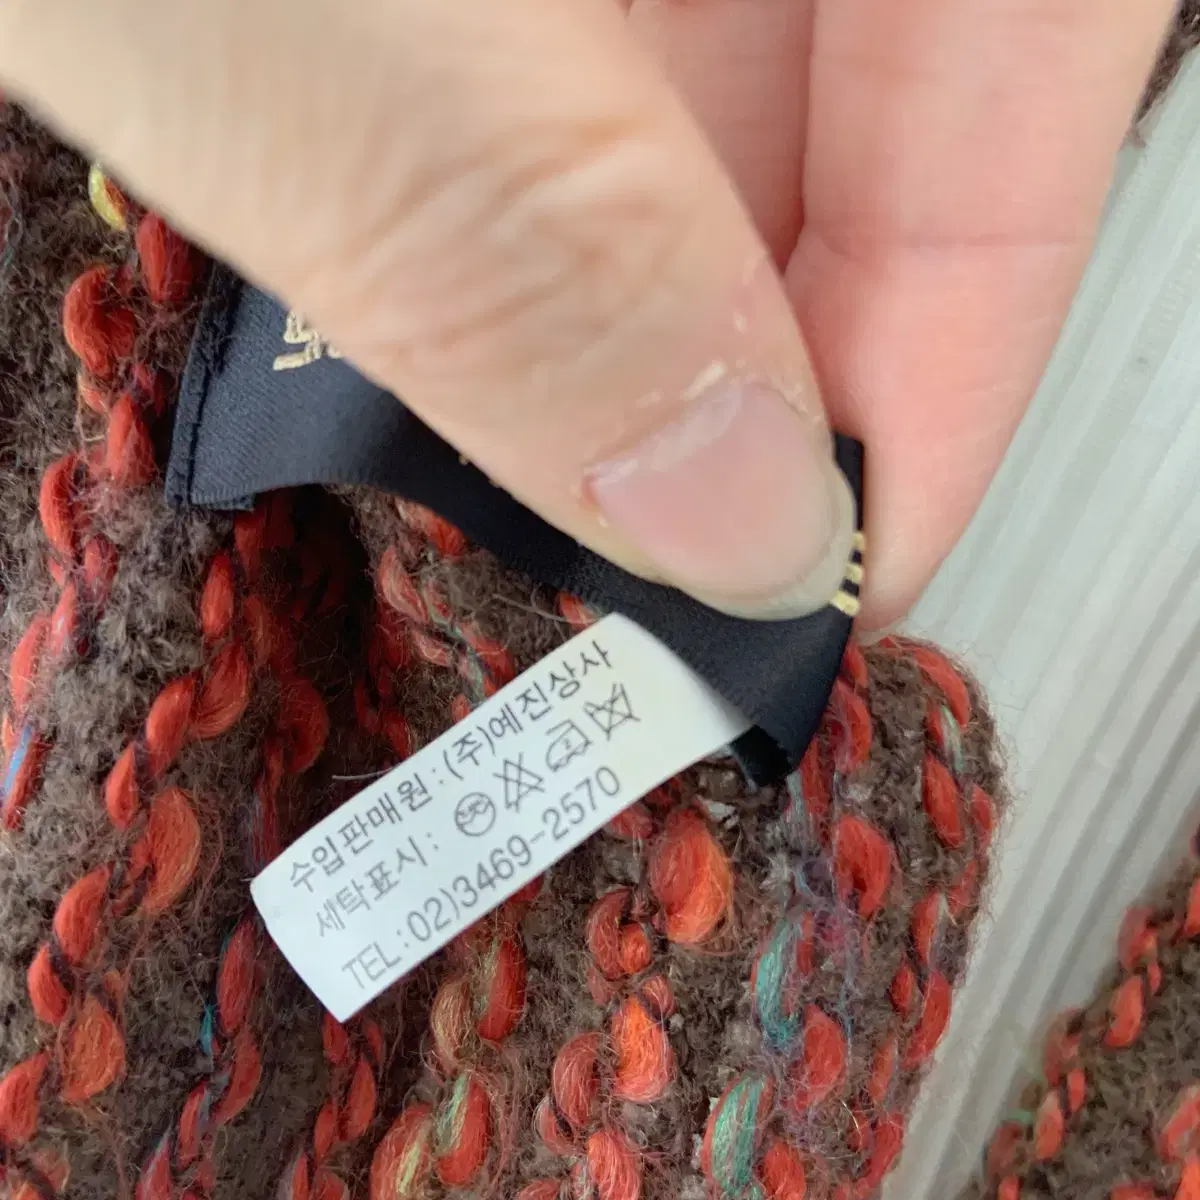 수입판매원 : (주)예진상사
세탁표시 :
TEL : 02)3469-2570